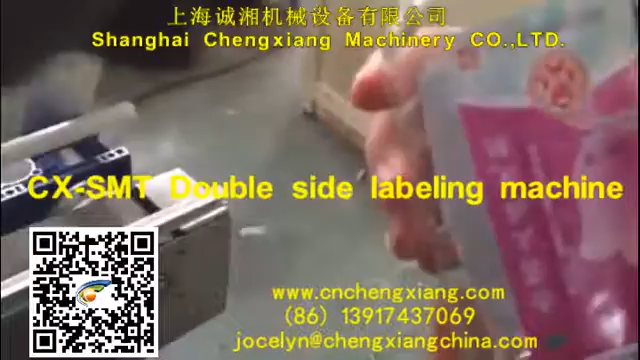 上海诚湘机械设备有限公司
Shanghai Chengxiang Machinery CO.,LTD.
CX-SMT Double side labeling machine
www.cnchengxiang.com
(86) 13917437069
jocelyn@chengxiangchina.com